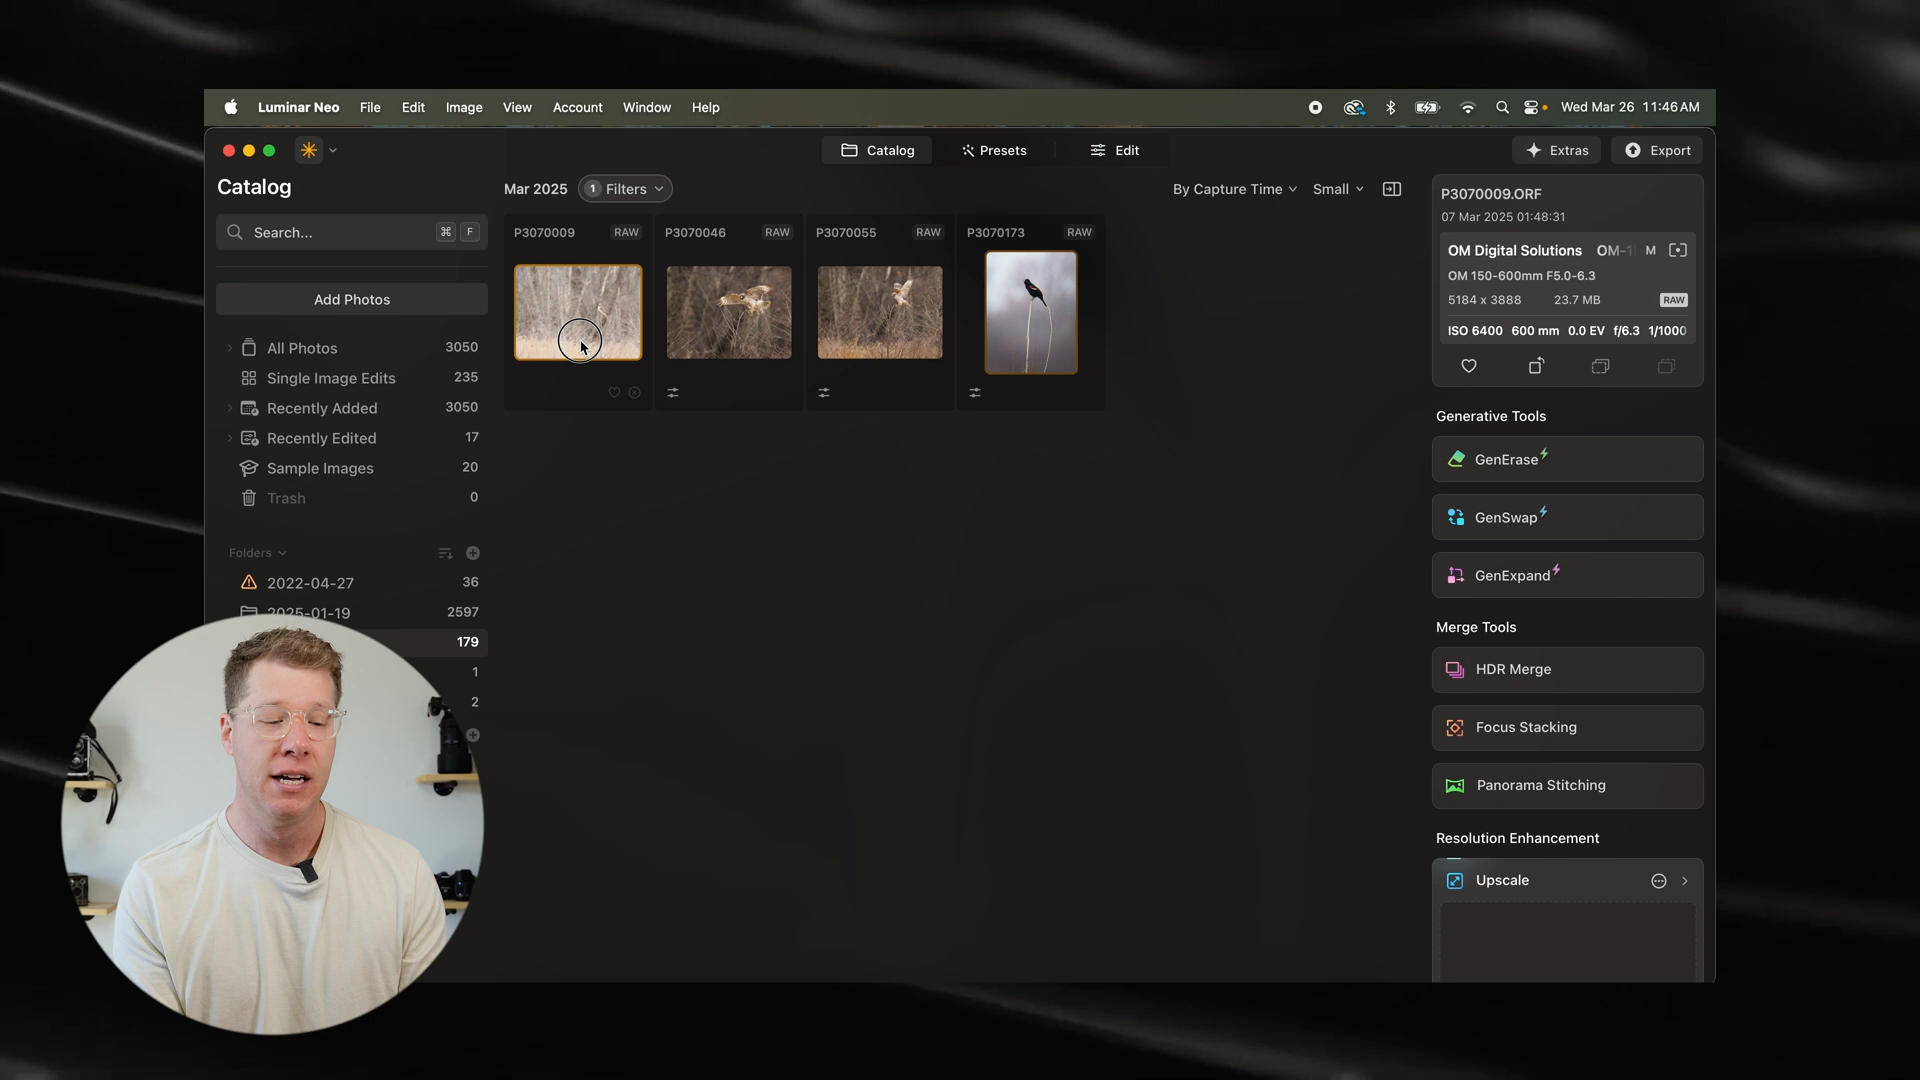 Luminar Neo File Edit Image View Account Window Help
Wed Mar 26 11:46 AM
Catalog Presets Edit
Extras Export
Catalog
Search...
⌘ F
Add Photos
All Photos 3050
Single Image Edits 235
Recently Added 3050
Recently Edited 17
Sample Images 20
Trash 0
Folders
2022-04-27 36
2025-01-19 2597
179
1
2
Mar 2025 1 Filters
By Capture Time Small
P3070009 RAW
P3070046 RAW
P3070055 RAW
P3070173 RAW
P3070009.ORF
07 Mar 2025 01:48:31
OM Digital Solutions OM-1 M
OM 150-600mm F5.0-6.3
5184 x 3888 23.7 MB RAW
ISO 6400 600 mm 0.0 EV f/6.3 1/1000
Generative Tools
GenErase
GenSwap
GenExpand
Merge Tools
HDR Merge
Focus Stacking
Panorama Stitching
Resolution Enhancement
Upscale